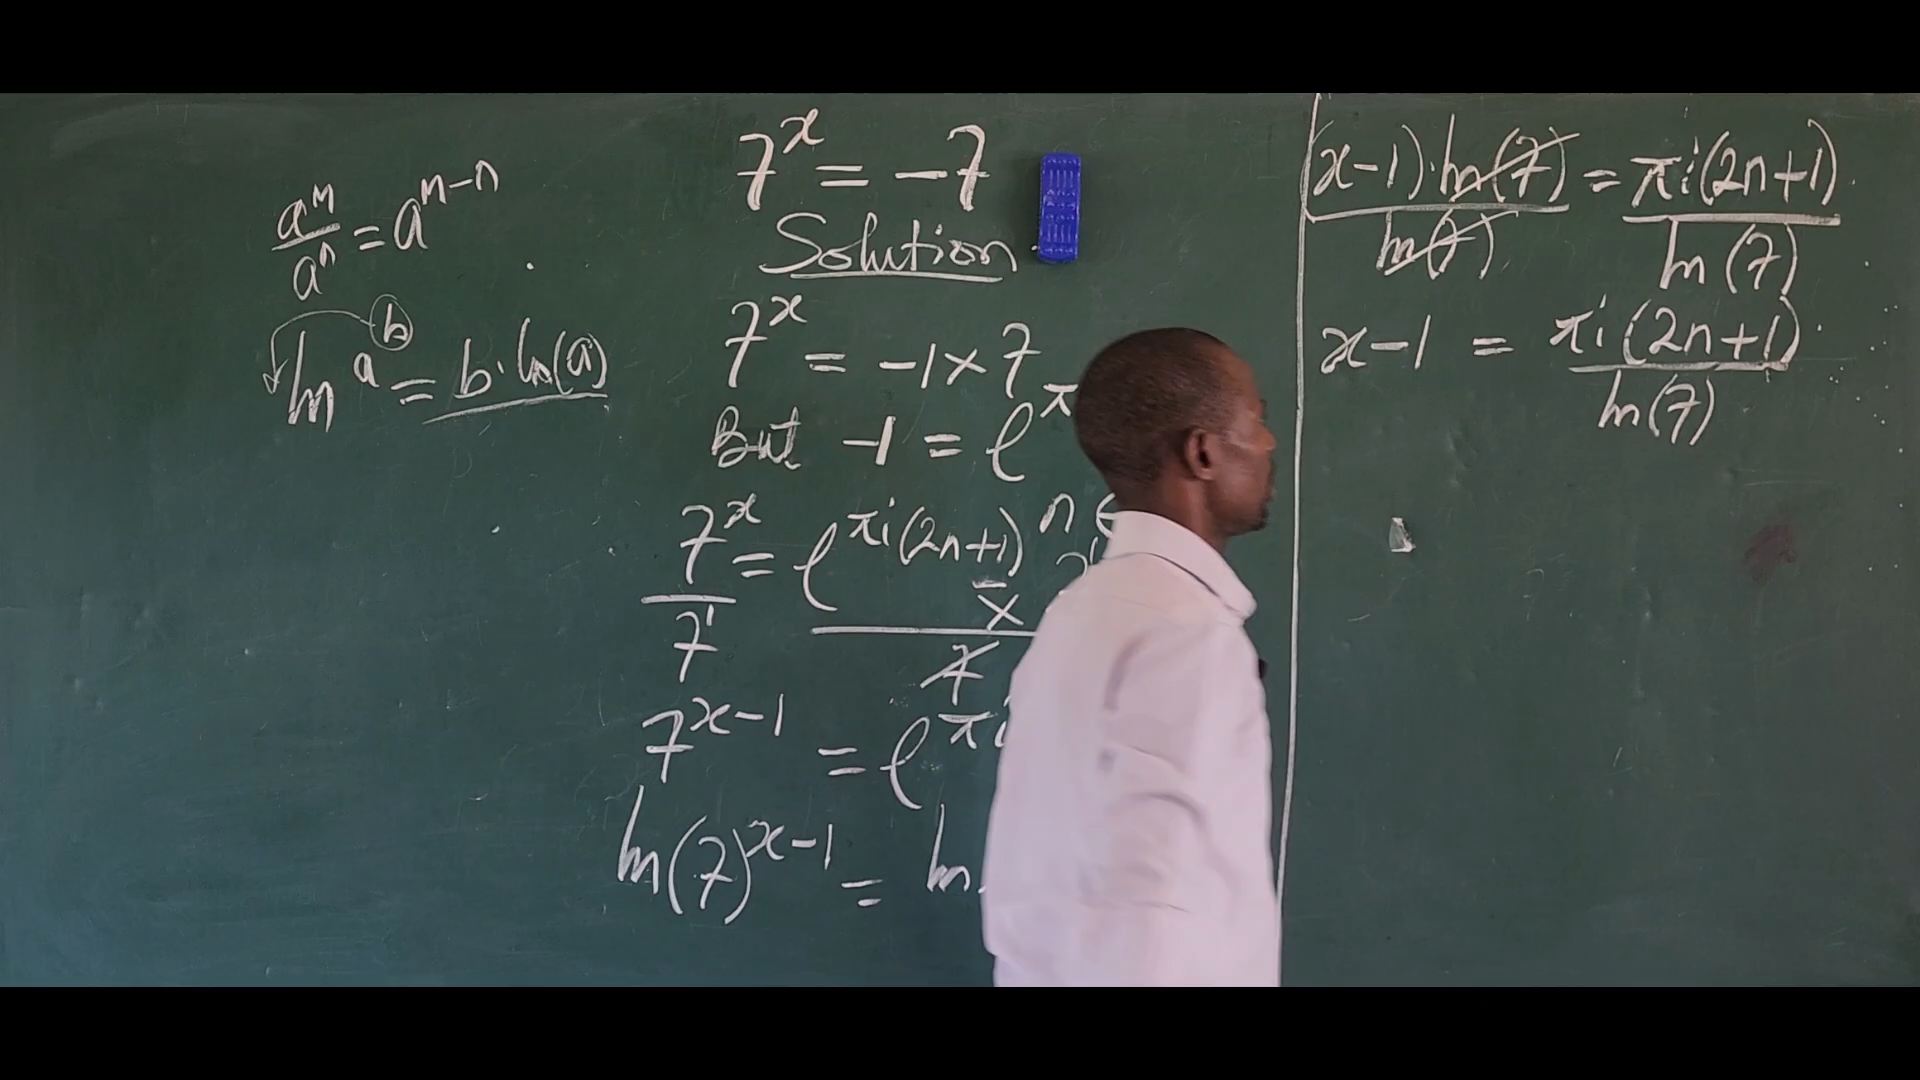 a^m/a^n = a^(m-n)
ln a^b = b·ln(a)
7^x = -7
Solution
7^x = -1×7
But -1 = e^π
7^x/7^1 = e^(πi(2n+1)) × /7
n ∈
7^(x-1) = e^(πi
ln(7)^(x-1) = ln
(x-1)·ln(7)/ln(7) = πi(2n+1)/ln(7)
x-1 = πi(2n+1)/ln(7)